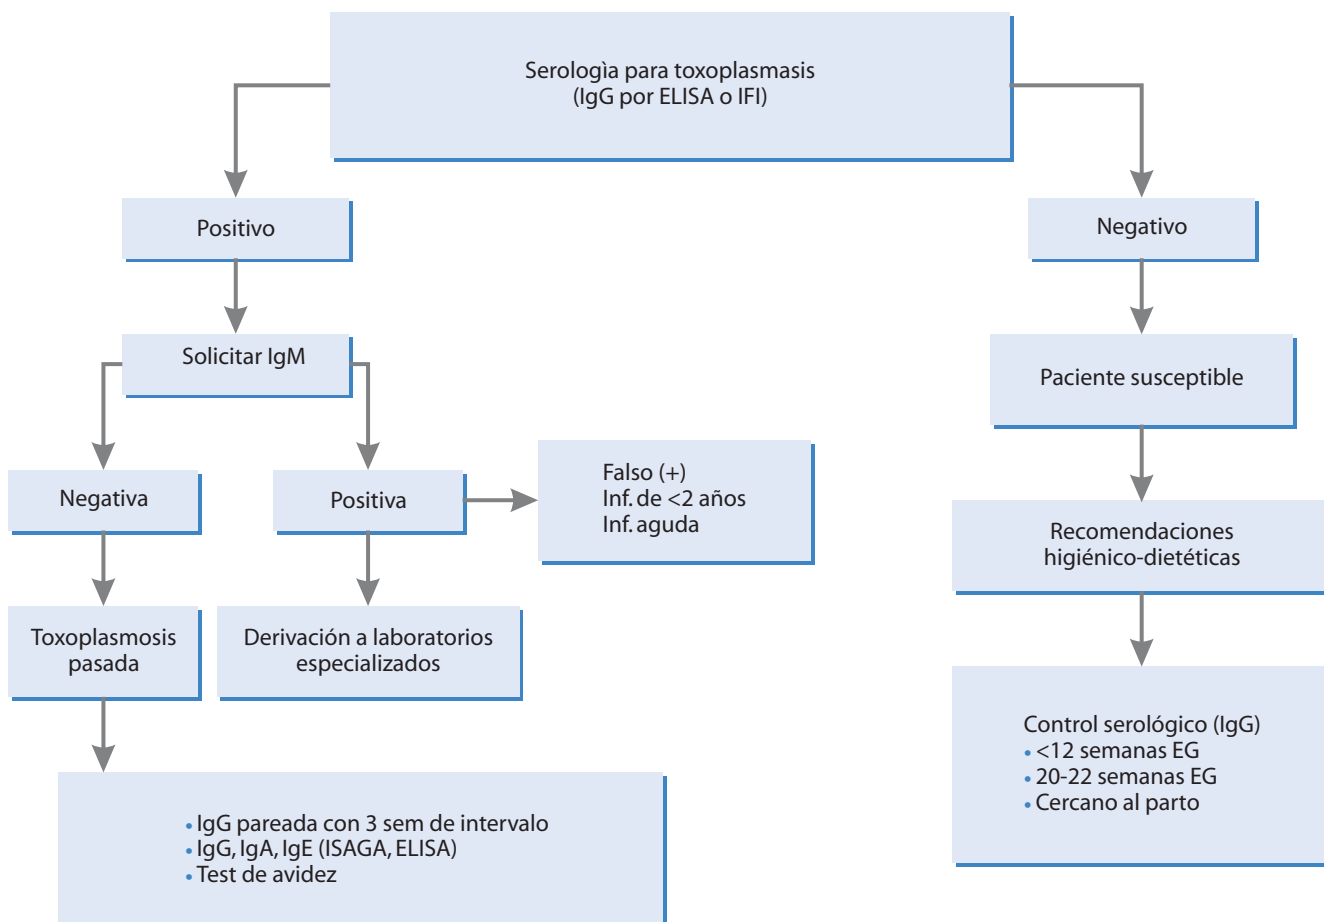 Serologìa para toxoplasmasis
(IgG por ELISA o IFI)
Positivo
Negativo
Solicitar IgM
Paciente susceptible
Negativa
Positiva
Falso (+)
Inf. de <2 años
Inf. aguda
Recomendaciones
higiénico-dietéticas
Toxoplasmosis
pasada
Derivación a laboratorios
especializados
Control serológico (IgG)
• <12 semanas EG
• 20-22 semanas EG
• Cercano al parto
• IgG pareada con 3 sem de intervalo
• IgG, IgA, IgE (ISAGA, ELISA)
• Test de avidez